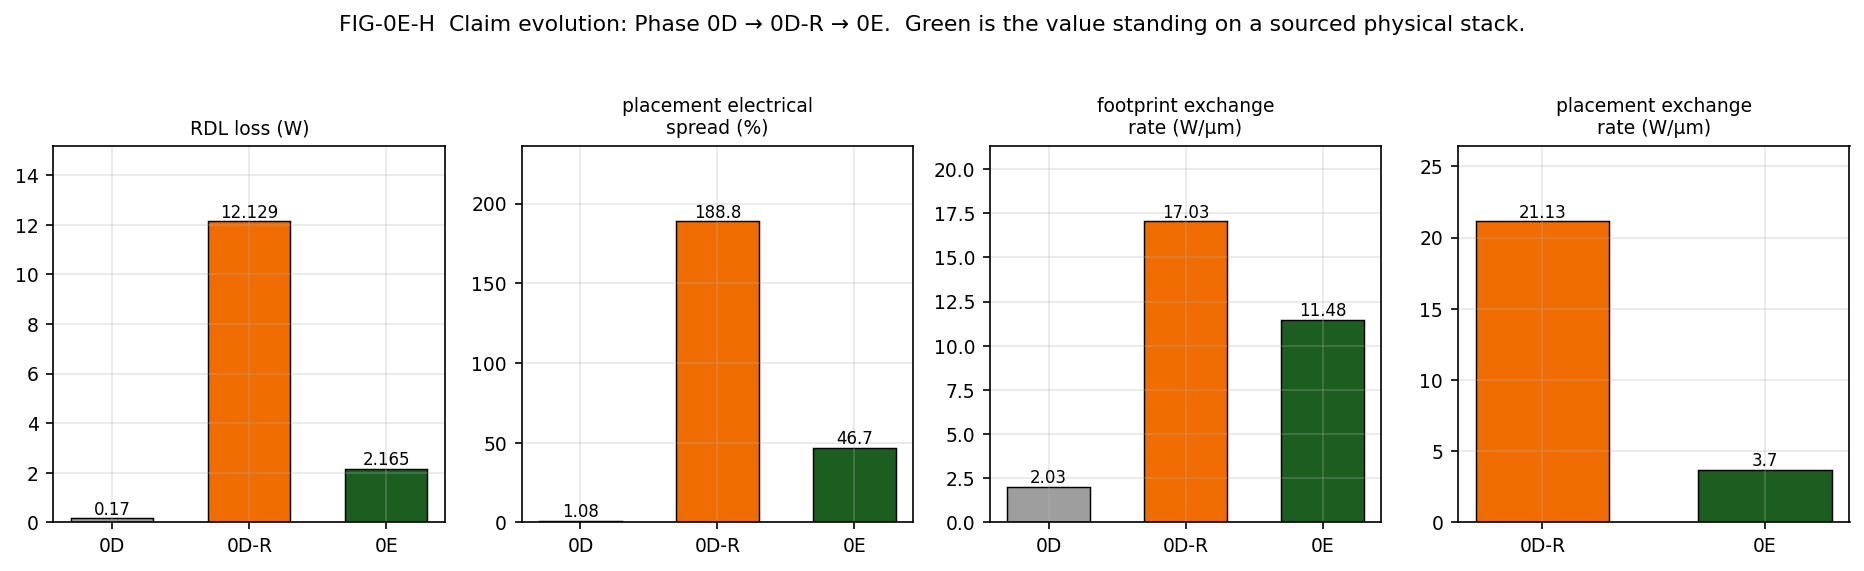 FIG-0E-H  Claim evolution: Phase 0D → 0D-R → 0E.  Green is the value standing on a sourced physical stack.
RDL loss (W)
14
12
10
8
6
4
2
0
0.17
12.129
2.165
0D
0D-R
0E
placement electrical
spread (%)
200
150
100
50
0
1.08
188.8
46.7
0D
0D-R
0E
footprint exchange
rate (W/μm)
20.0
17.5
15.0
12.5
10.0
7.5
5.0
2.5
0.0
2.03
17.03
11.48
0D
0D-R
0E
placement exchange
rate (W/μm)
25
20
15
10
5
0
21.13
3.7
0D-R
0E